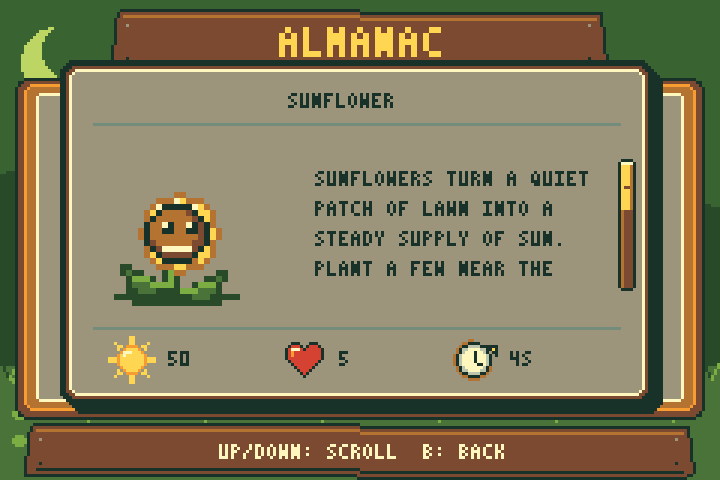 ALMANAC
SUNFLOWER
SUNFLOWERS TURN A QUIET
PATCH OF LAWN INTO A
STEADY SUPPLY OF SUN.
PLANT A FEW NEAR THE
50 5 4S
UP/DOWN: SCROLL B: BACK